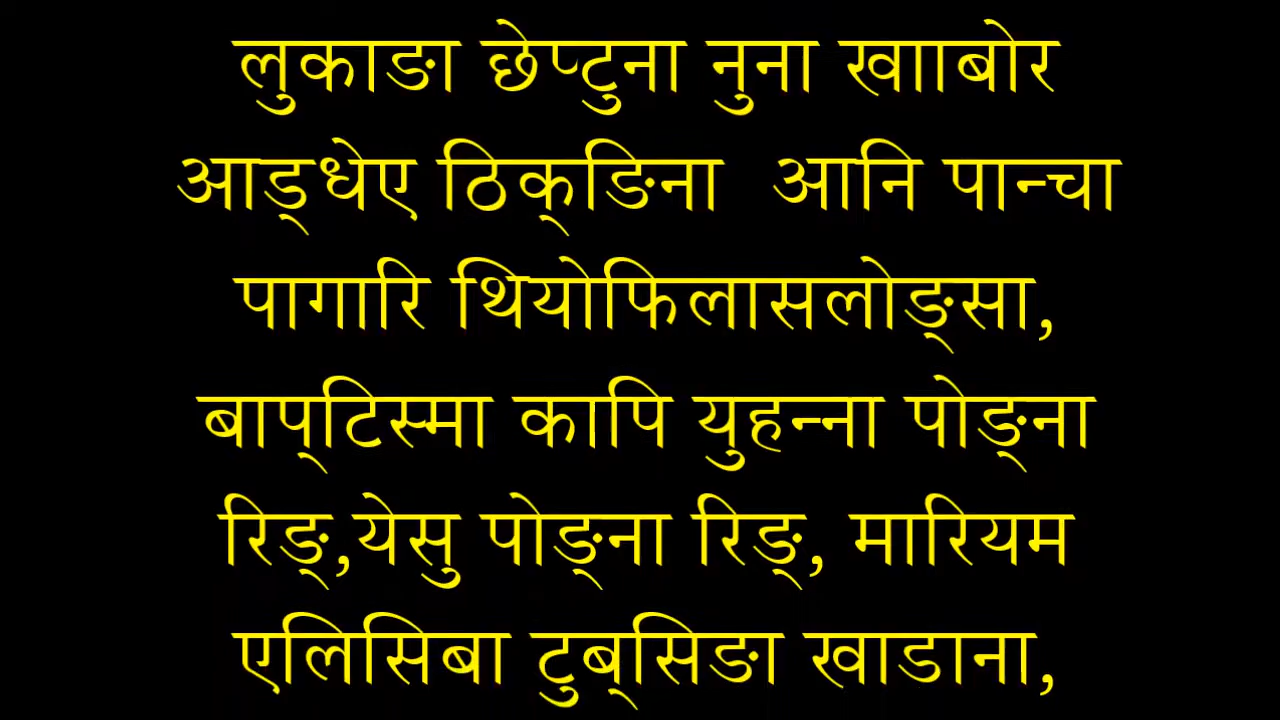 लुकाङा छेप्टुना नुना खााबोर
आड्‌धेए ठिक्‌ङिना  आनि पान्चा
पागारि थियोफिलासलोङ्‌सा,
बाप्‌टिस्मा कापि युहन्‍ना पोङ्‌ना
रिङ्,येसु पोङ्‌ना रिङ्, मारियम
एलिसिबा टुब्‌सिङा खाडाना,